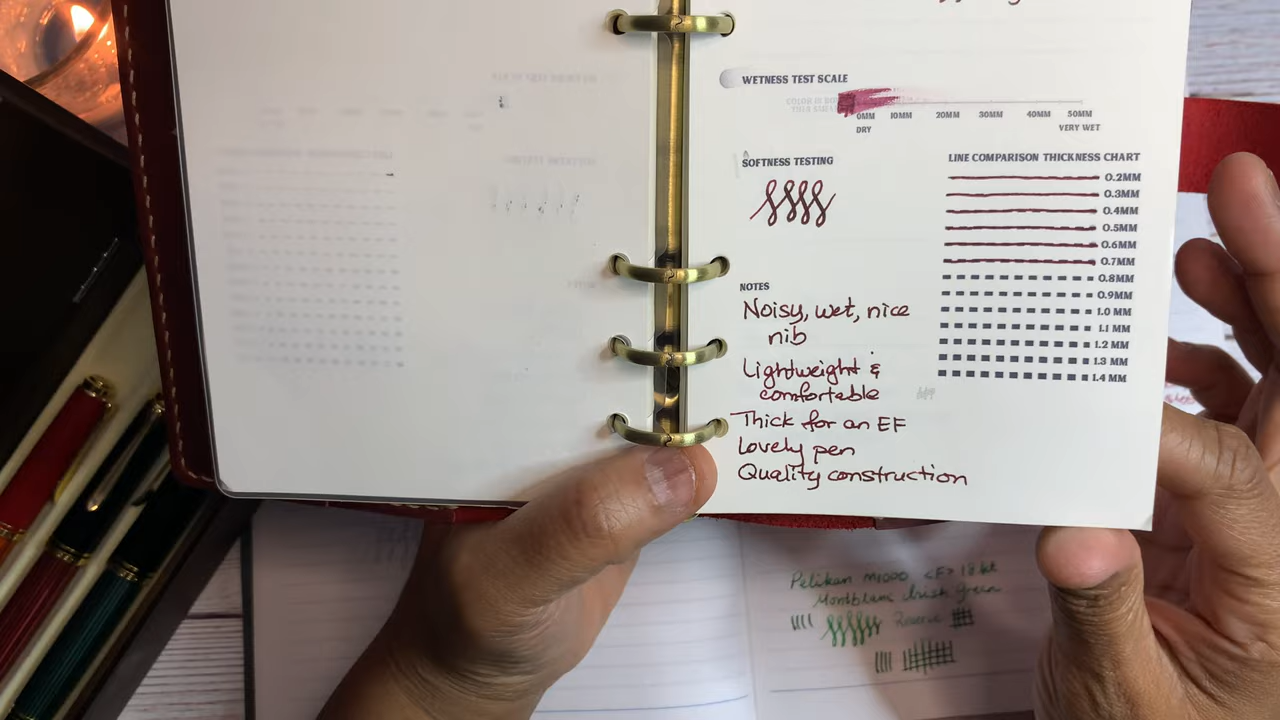 WETNESS TEST SCALE
0MM 10MM 20MM 30MM 40MM 50MM
DRY VERY WET
SOFTNESS TESTING
LINE COMPARISON THICKNESS CHART
0.2MM
0.3MM
0.4MM
0.5MM
0.6MM
0.7MM
0.8MM
0.9MM
1.0 MM
1.1 MM
1.2 MM
1.3 MM
1.4 MM
NOTES
Noisy, wet, nice
nib
Lightweight &
comfortable
Thick for an EF
Lovely pen
Quality construction
Pelikan M1000 <F> 18kt
Montblanc Irish Green